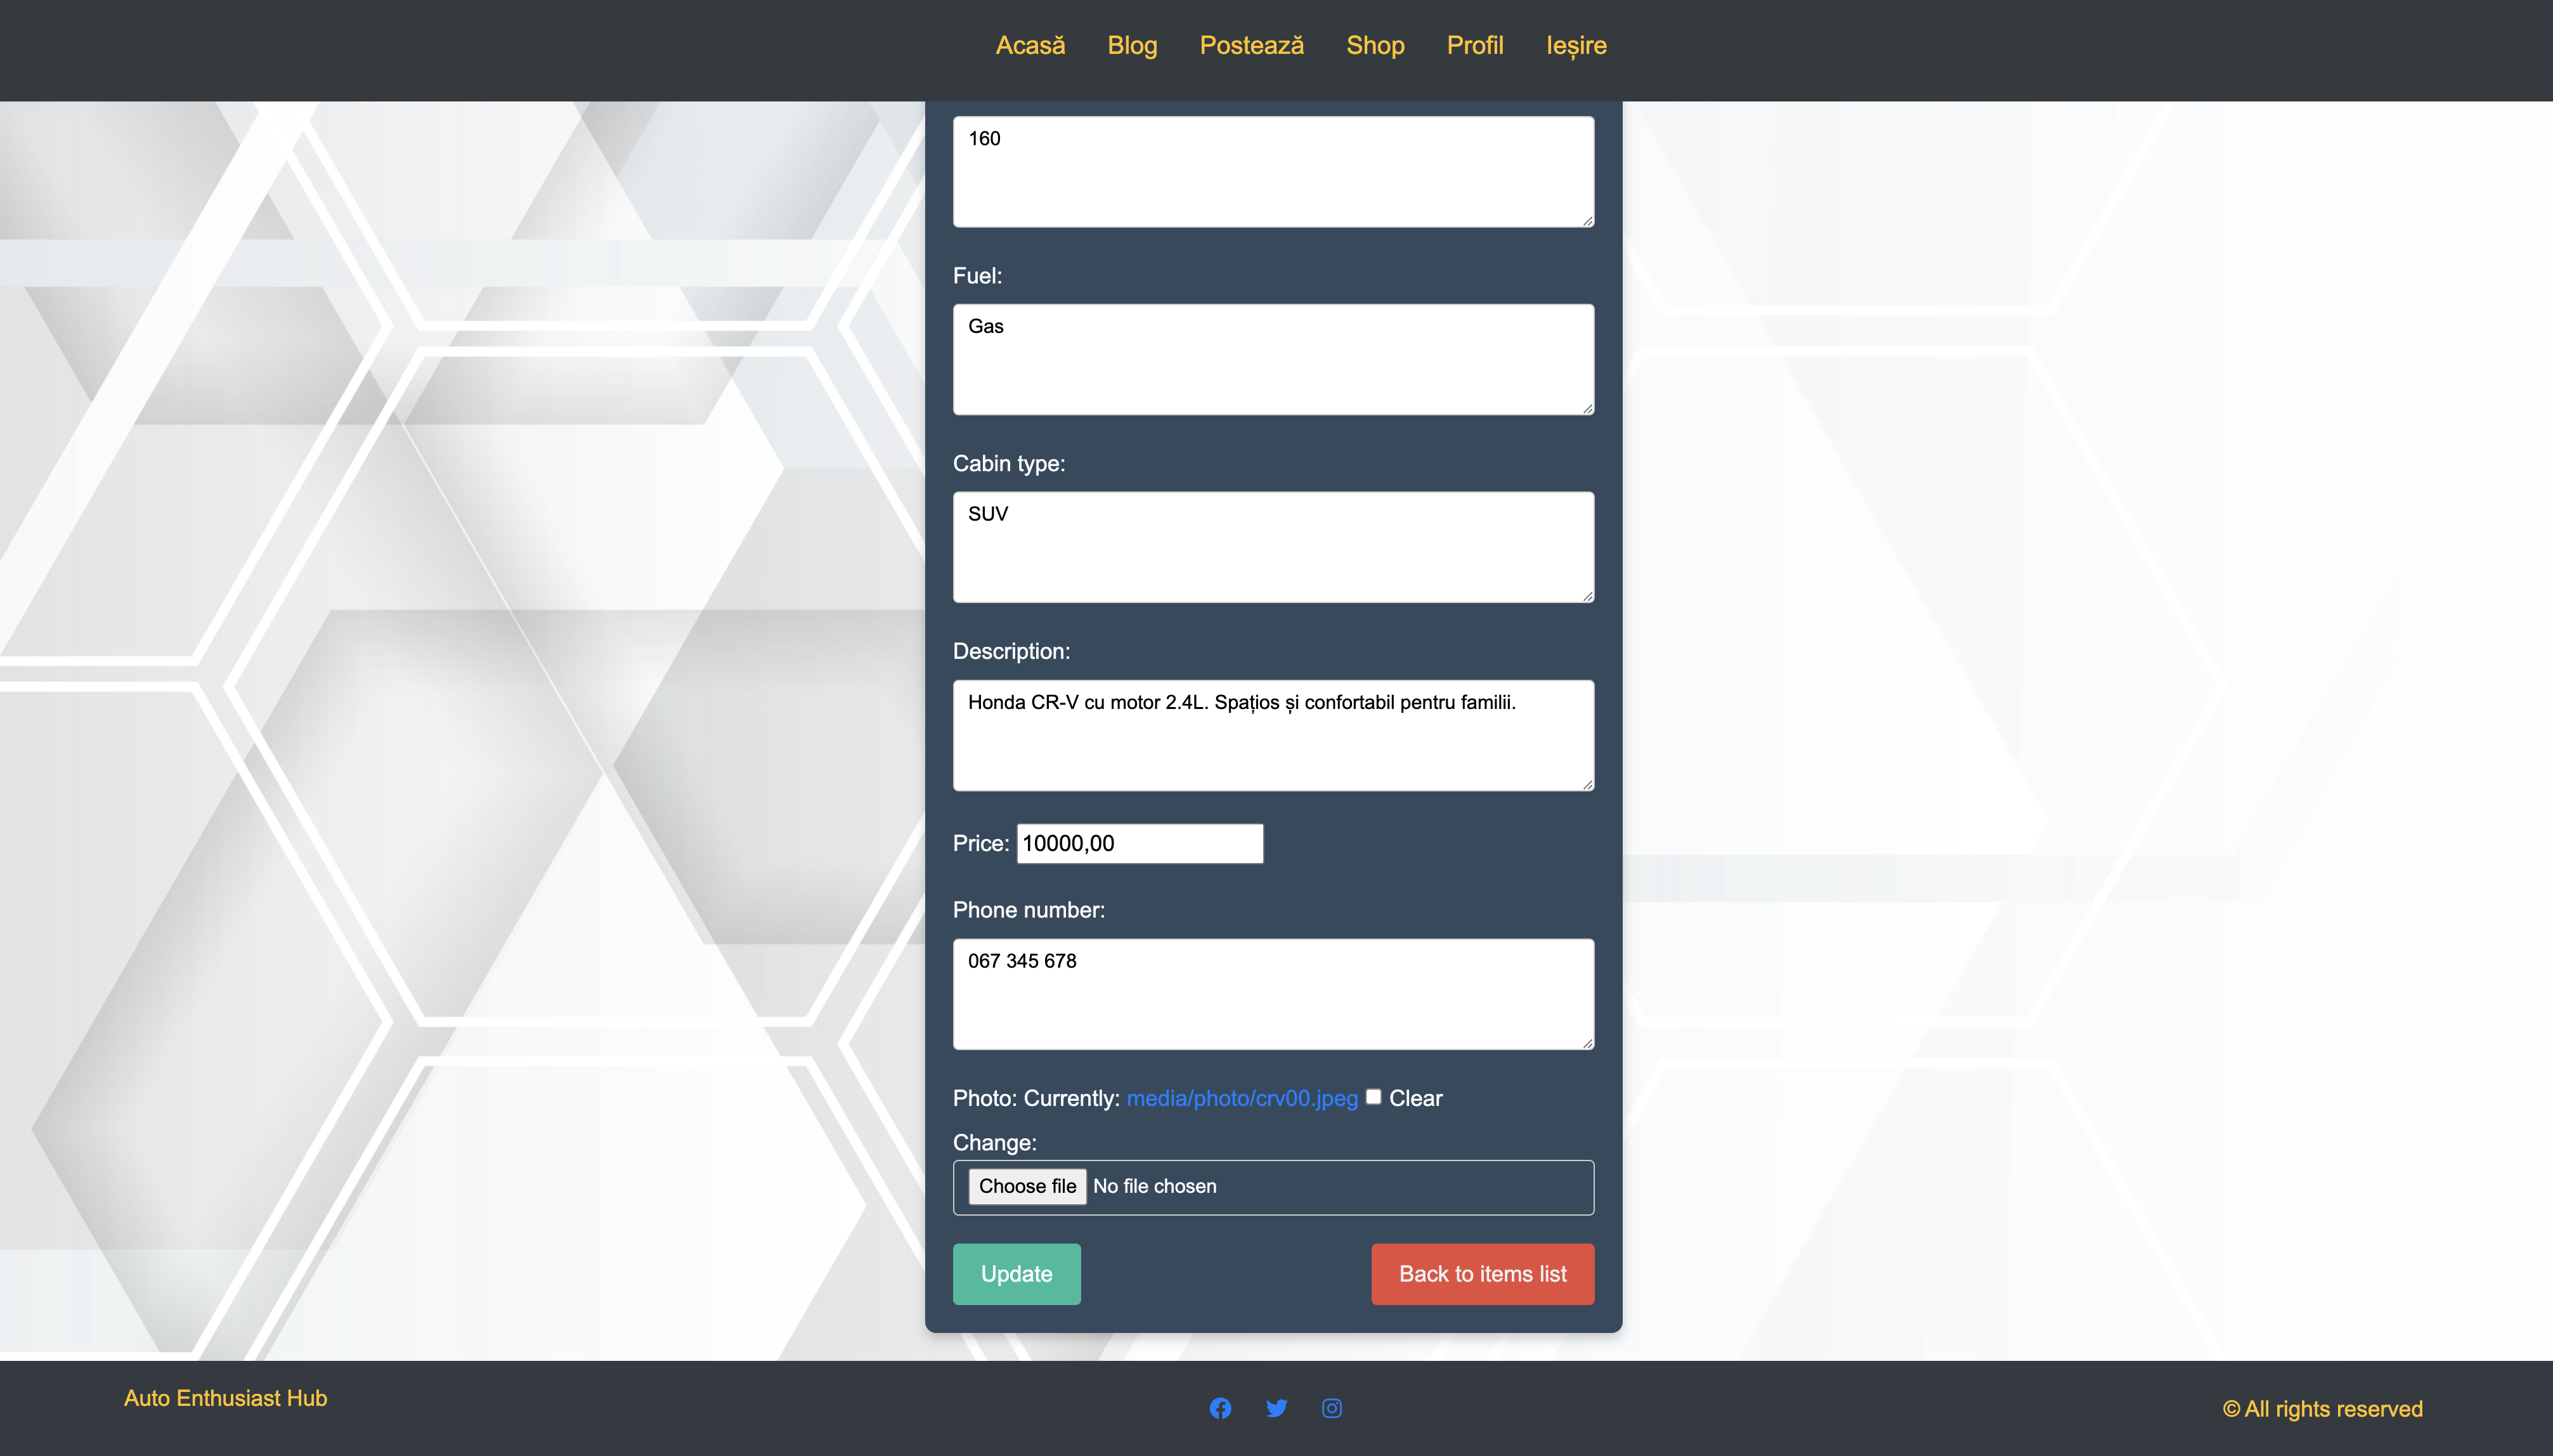 Acasă Blog Postează Shop Profil Ieșire
160
Fuel:
Gas
Cabin type:
SUV
Description:
Honda CR-V cu motor 2.4L. Spațios și confortabil pentru familii.
Price: 10000,00
Phone number:
067 345 678
Photo: Currently: media/photo/crv00.jpeg Clear
Change:
Choose file No file chosen
Update Back to items list
Auto Enthusiast Hub
© All rights reserved